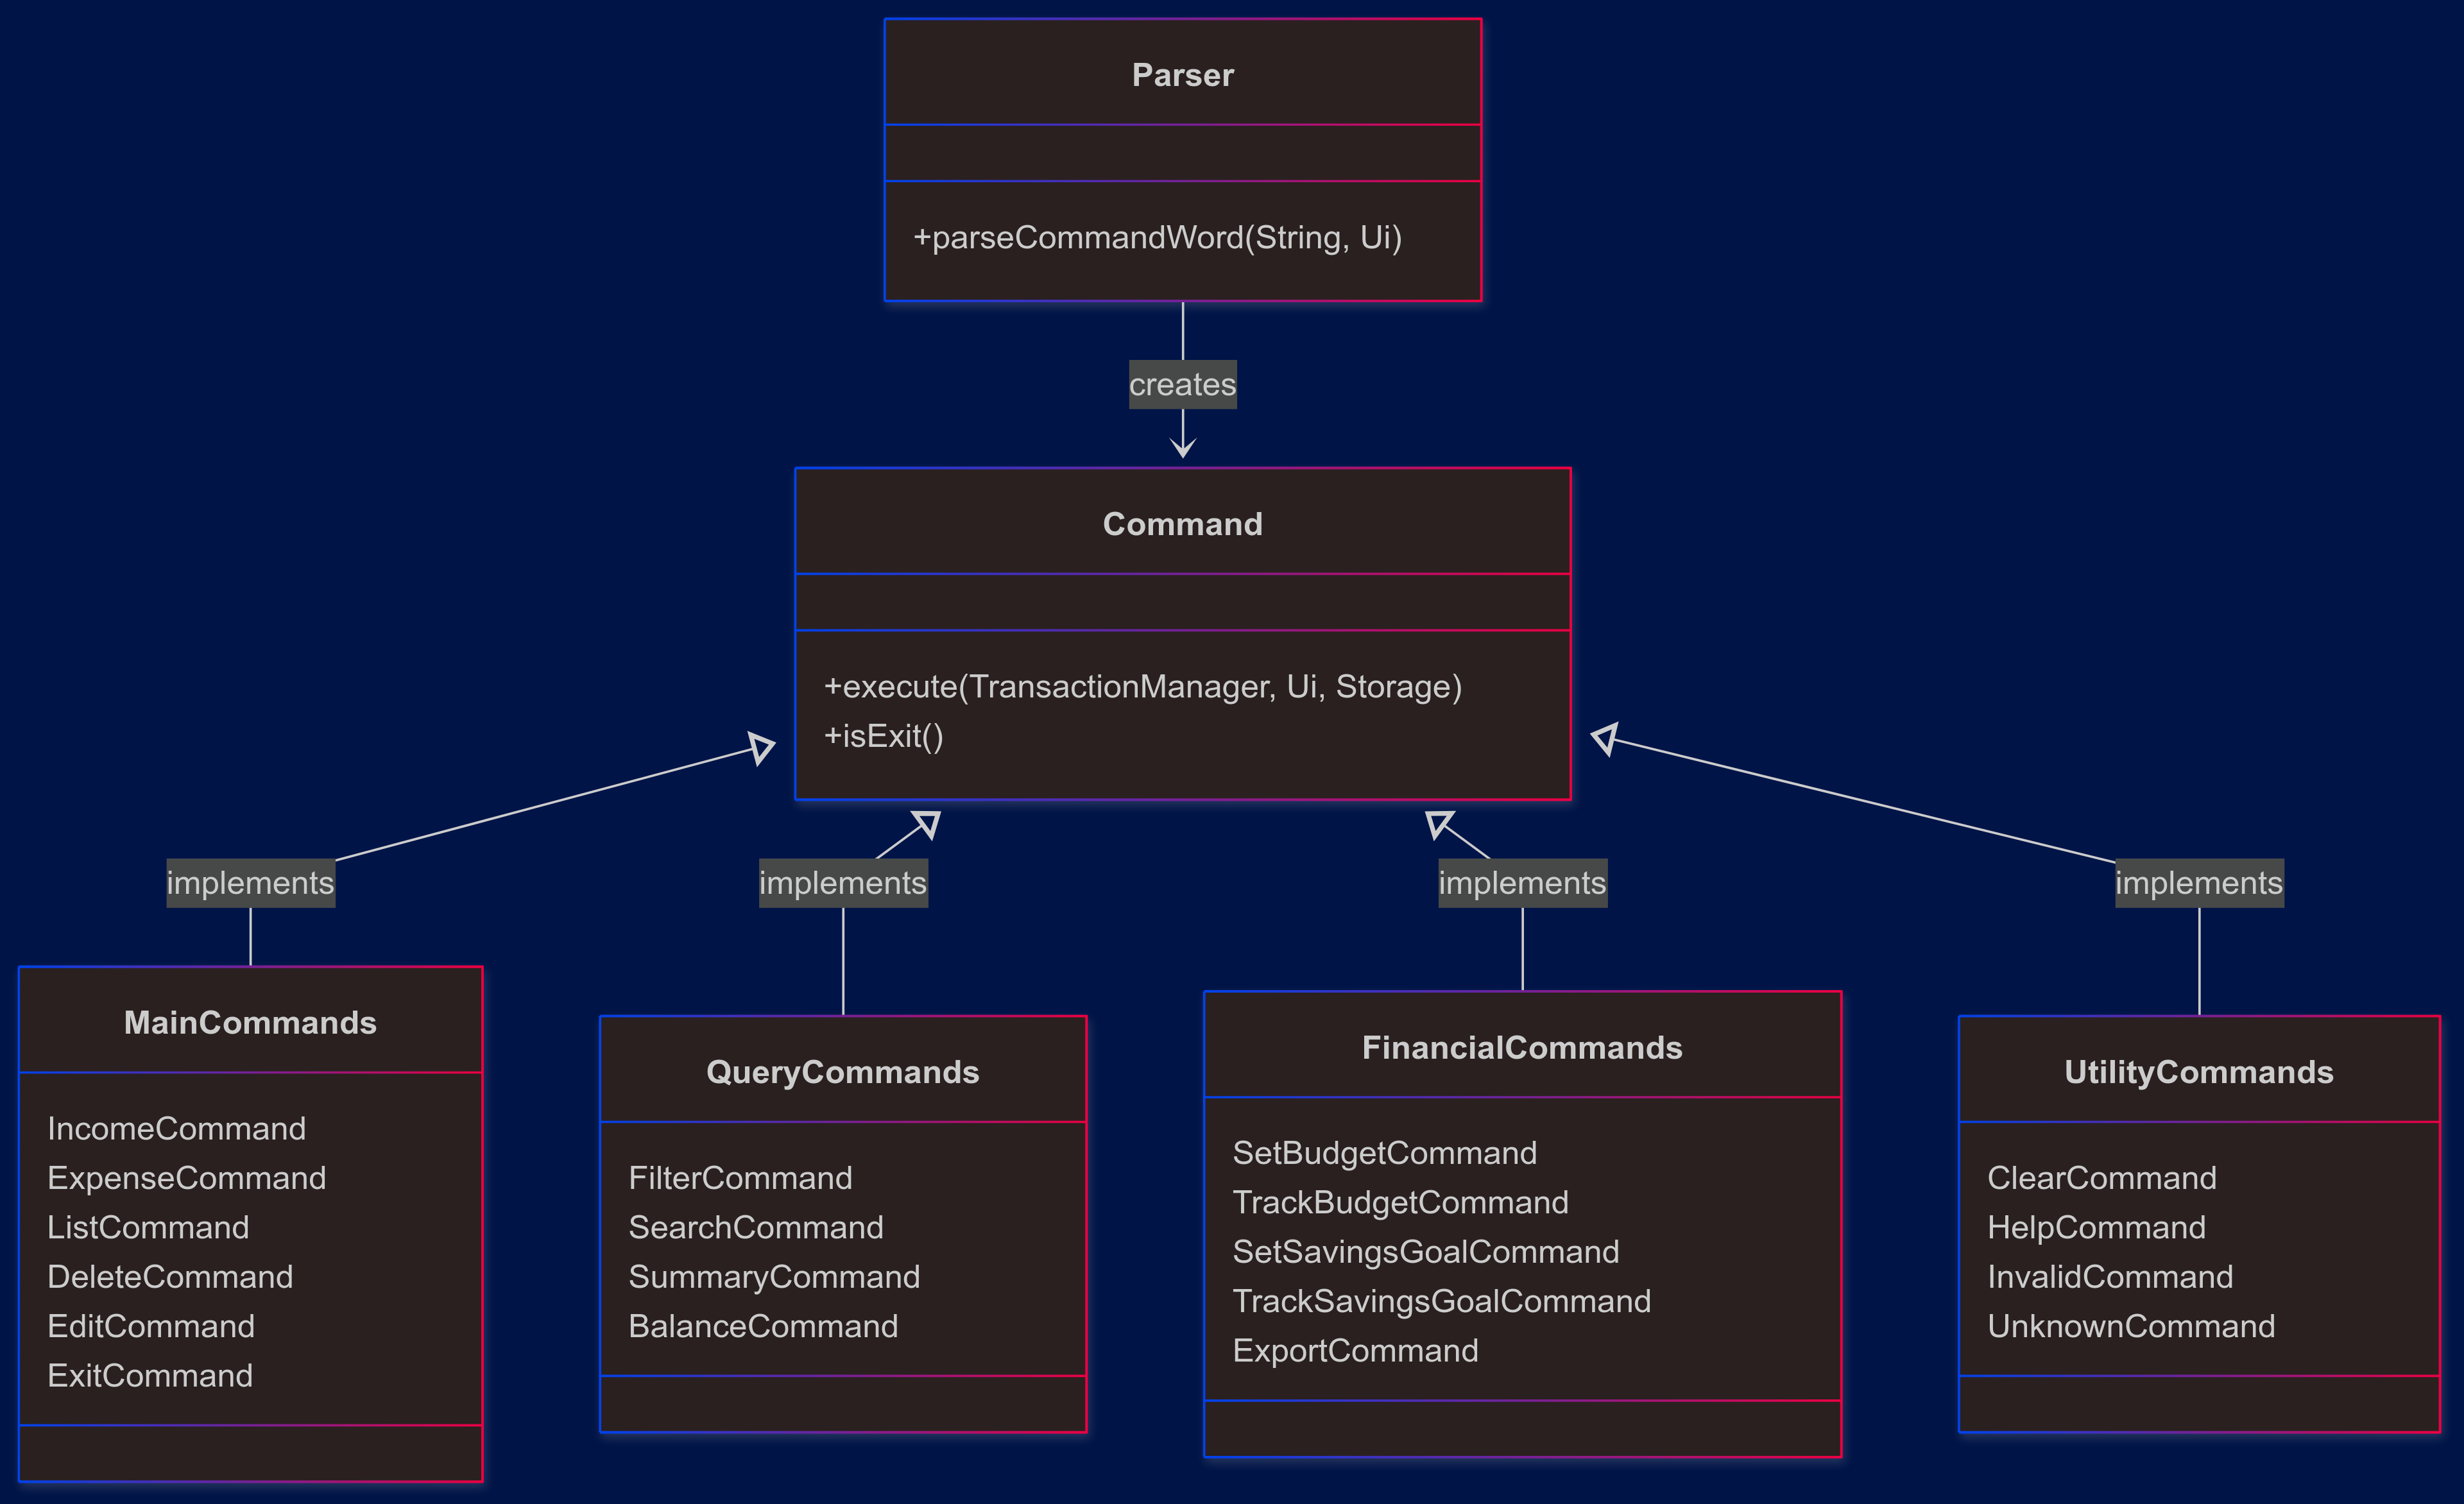 Parser
+parseCommandWord(String, Ui)
creates
Command
+execute(TransactionManager, Ui, Storage)
+isExit()
implements
implements
implements
implements
MainCommands
IncomeCommand
ExpenseCommand
ListCommand
DeleteCommand
EditCommand
ExitCommand
QueryCommands
FilterCommand
SearchCommand
SummaryCommand
BalanceCommand
FinancialCommands
SetBudgetCommand
TrackBudgetCommand
SetSavingsGoalCommand
TrackSavingsGoalCommand
ExportCommand
UtilityCommands
ClearCommand
HelpCommand
InvalidCommand
UnknownCommand